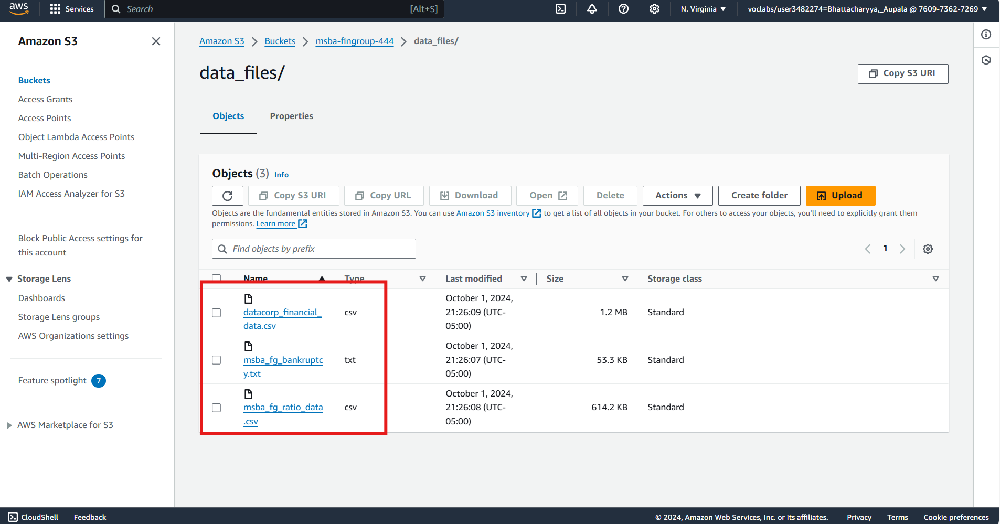 aws
Services
Search
[Alt+S]
N. Virginia
voclabs/user3482274=Bhattacharyya,_Aupala @ 7609-7362-7269
Amazon S3
Buckets
Access Grants
Access Points
Object Lambda Access Points
Multi-Region Access Points
Batch Operations
IAM Access Analyzer for S3
Block Public Access settings for
this account
Storage Lens
Dashboards
Storage Lens groups
AWS Organizations settings
Feature spotlight 7
AWS Marketplace for S3
Amazon S3 > Buckets > msba-fingroup-444 > data_files/
data_files/
Copy S3 URI
Objects
Properties
Objects (3) Info
Copy S3 URI
Copy URL
Download
Open
Delete
Actions
Create folder
Upload
Objects are the fundamental entities stored in Amazon S3. You can use Amazon S3 inventory to get a list of all objects in your bucket. For others to access your objects, you'll need to explicitly grant them
permissions. Learn more
Find objects by prefix
1
Name
Type
Last modified
Size
Storage class
datacorp_financial_
data.csv
csv
October 1, 2024,
21:26:09 (UTC-
05:00)
1.2 MB
Standard
msba_fg_bankruptc
y.txt
txt
October 1, 2024,
21:26:07 (UTC-
05:00)
53.3 KB
Standard
msba_fg_ratio_data
.csv
csv
October 1, 2024,
21:26:08 (UTC-
05:00)
614.2 KB
Standard
CloudShell
Feedback
© 2024, Amazon Web Services, Inc. or its affiliates.
Privacy
Terms
Cookie preferences